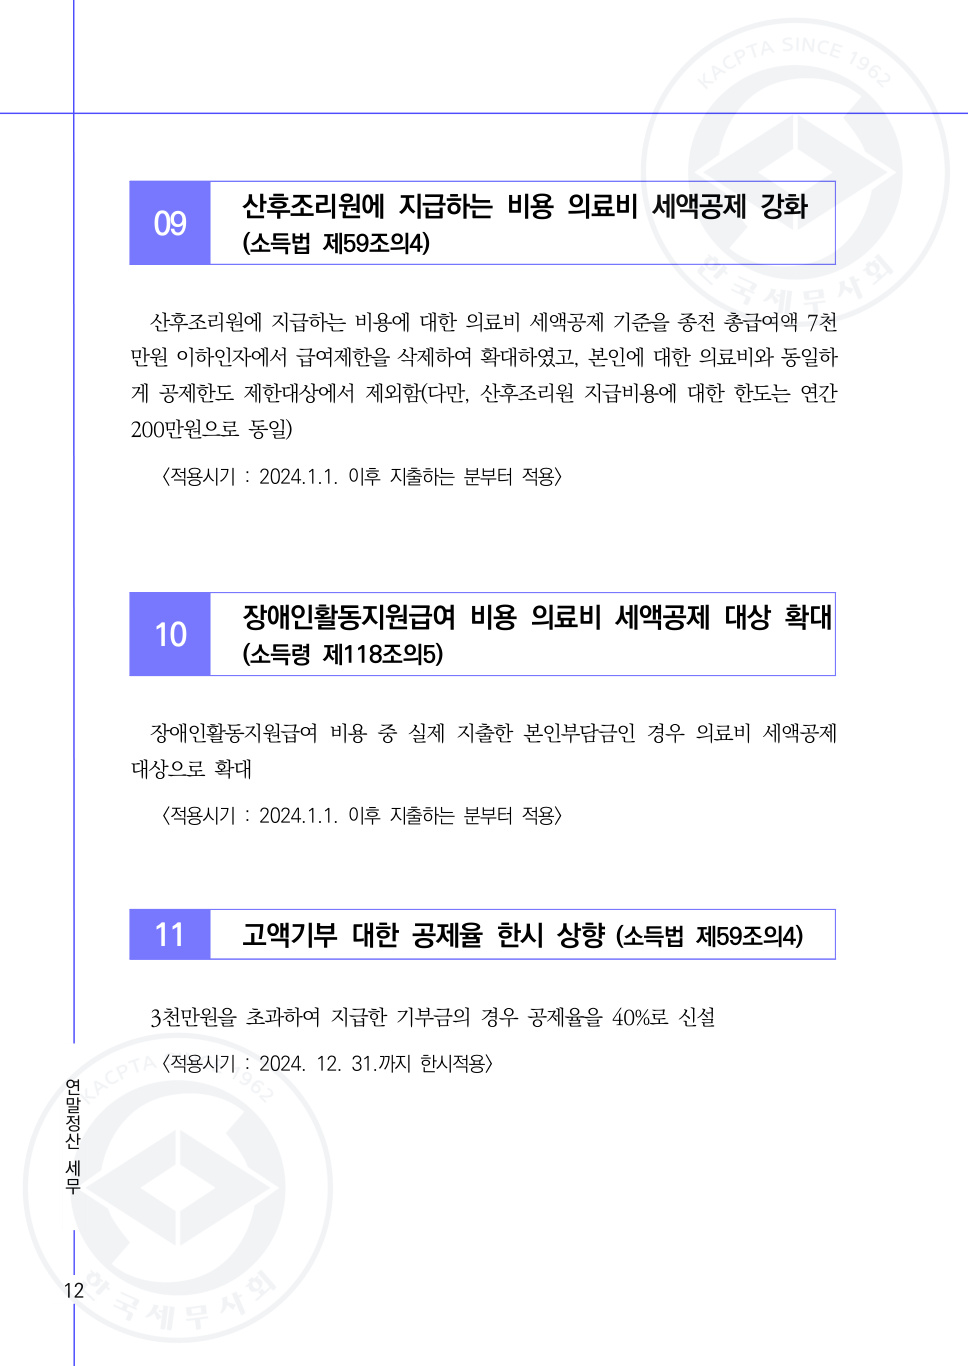 KACPTA SINCE 1962
한국세무사회
09
산후조리원에 지급하는 비용 의료비 세액공제 강화
(소득법 제59조의4)
산후조리원에 지급하는 비용에 대한 의료비 세액공제 기준을 종전 총급여액 7천
만원 이하인자에서 급여제한을 삭제하여 확대하였고, 본인에 대한 의료비와 동일하
게 공제한도 제한대상에서 제외함(다만, 산후조리원 지급비용에 대한 한도는 연간
200만원으로 동일)
〈적용시기 : 2024.1.1. 이후 지출하는 분부터 적용〉
10
장애인활동지원급여 비용 의료비 세액공제 대상 확대
(소득령 제118조의5)
장애인활동지원급여 비용 중 실제 지출한 본인부담금인 경우 의료비 세액공제
대상으로 확대
〈적용시기 : 2024.1.1. 이후 지출하는 분부터 적용〉
11
고액기부 대한 공제율 한시 상향 (소득법 제59조의4)
3천만원을 초과하여 지급한 기부금의 경우 공제율을 40%로 신설
〈적용시기 : 2024. 12. 31.까지 한시적용〉
KACPTA 1962
연말정산 세무
12
한국세무사회